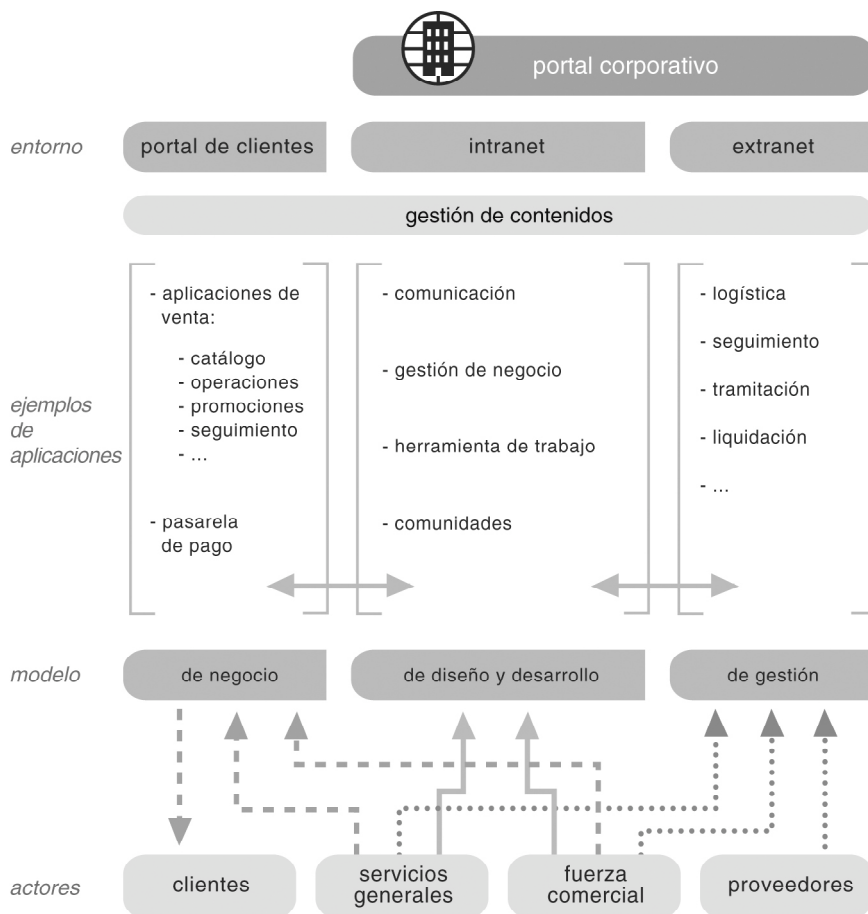 portal corporativo
entorno
portal de clientes
intranet
extranet
gestión de contenidos
ejemplos
de
aplicaciones
- aplicaciones de
venta:
- catálogo
- operaciones
- promociones
- seguimiento
- ...
- pasarela
de pago
- comunicación
- gestión de negocio
- herramienta de trabajo
- comunidades
- logística
- seguimiento
- tramitación
- liquidación
- ...
modelo
de negocio
de diseño y desarrollo
de gestión
actores
clientes
servicios
generales
fuerza
comercial
proveedores